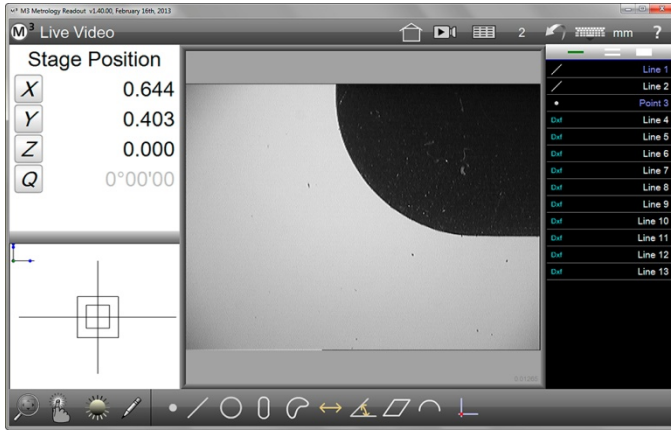 M³ M3 Metrology Readout v1.40.00, February 16th, 2013
M³ Live Video
2
mm
?
Stage Position
X 0.644
Y 0.403
Z 0.000
Q 0°00'00
Line 1
Line 2
Point 3
Dxf Line 4
Dxf Line 5
Dxf Line 6
Dxf Line 7
Dxf Line 8
Dxf Line 9
Dxf Line 10
Dxf Line 11
Dxf Line 12
Dxf Line 13